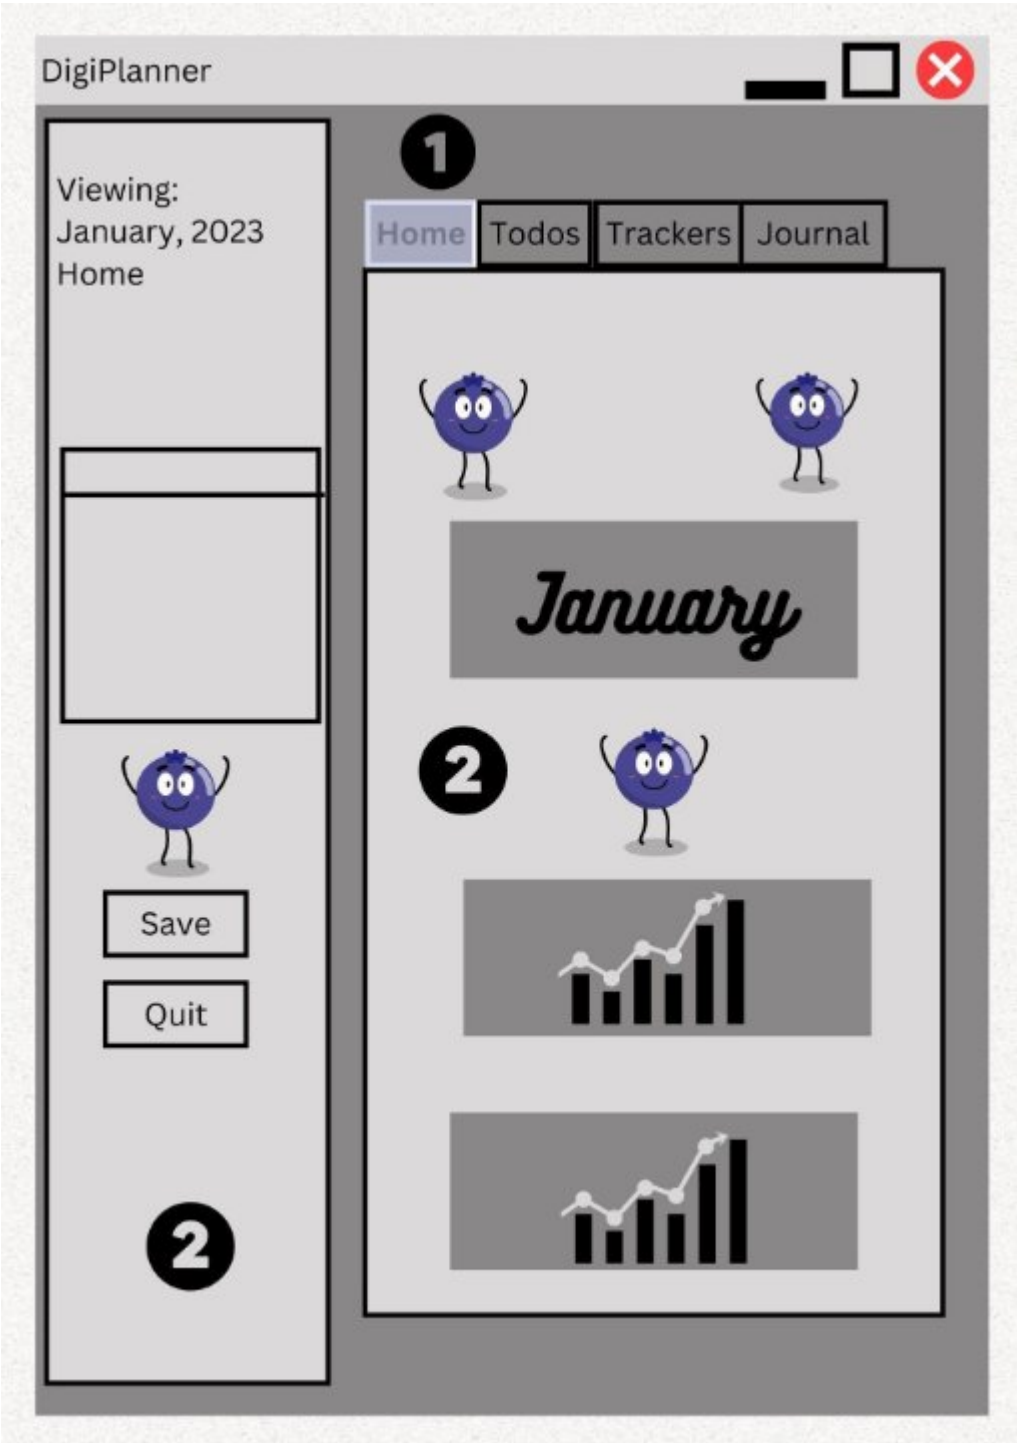 DigiPlanner
Viewing:
January, 2023
Home
1
Home Todos Trackers Journal
January
2
Save
Quit
2